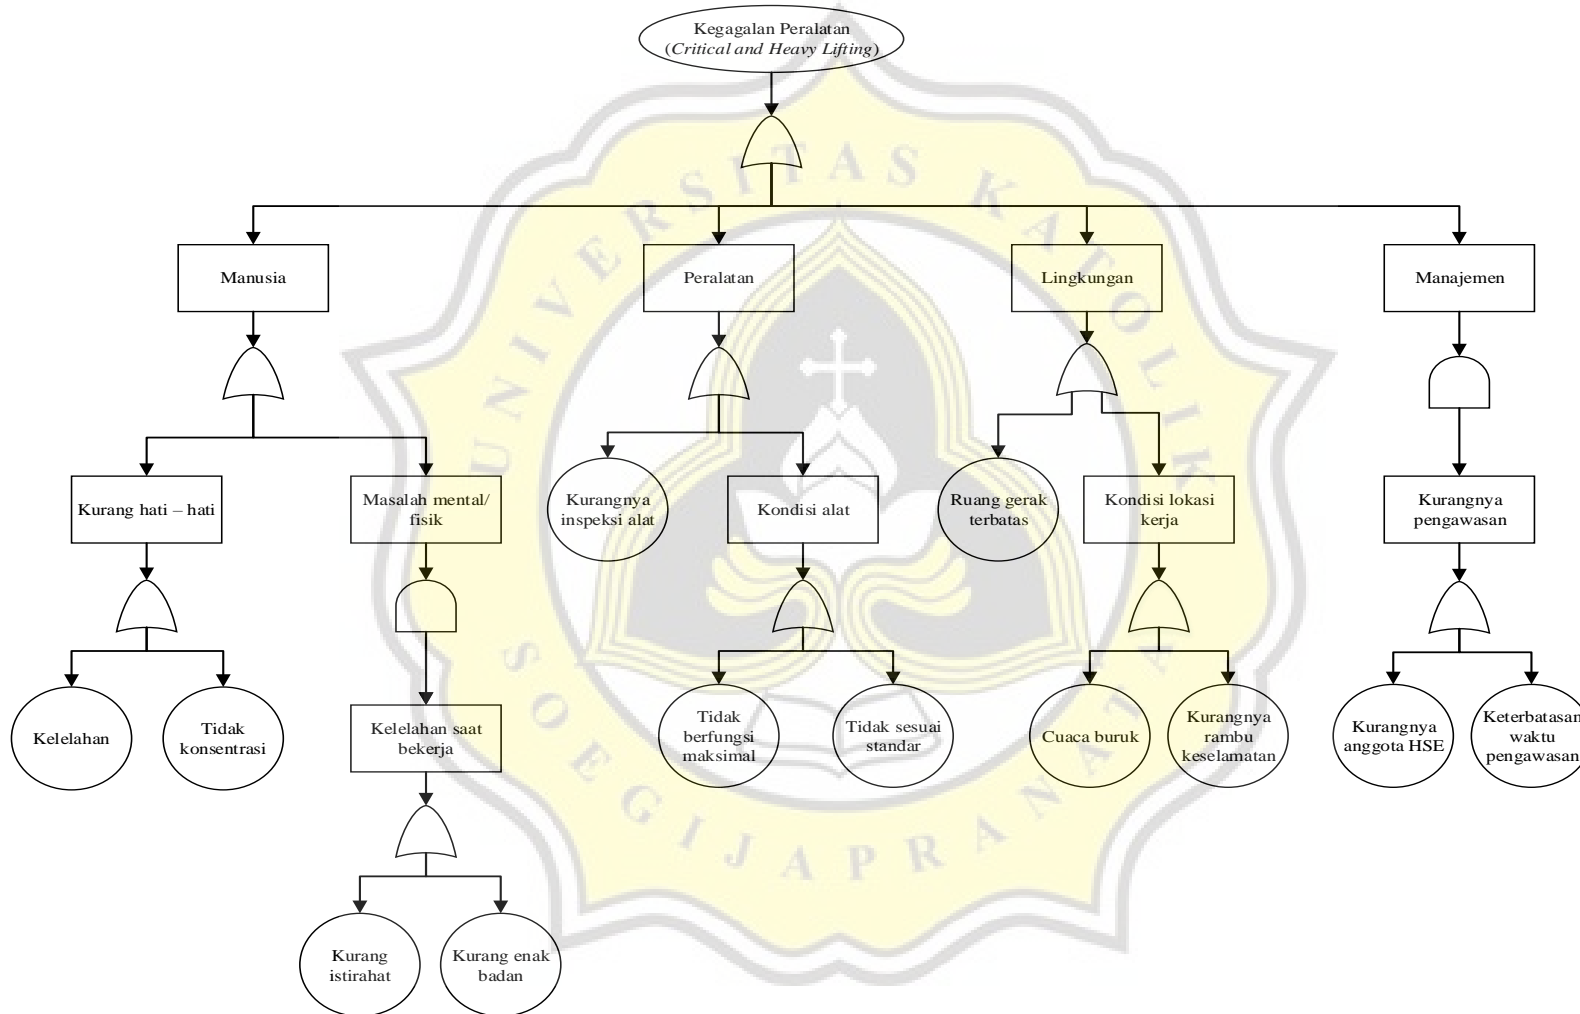 Kegagalan Peralatan
(Critical and Heavy Lifting)
Manusia
Peralatan
Lingkungan
Manajemen
Kurang hati – hati
Masalah mental/
fisik
Kurangnya
inspeksi alat
Kondisi alat
Ruang gerak
terbatas
Kondisi lokasi
kerja
Kurangnya
pengawasan
Kelelahan
Tidak
konsentrasi
Kelelahan saat
bekerja
Tidak
berfungsi
maksimal
Tidak sesuai
standar
Cuaca buruk
Kurangnya
rambu
keselamatan
Kurangnya
anggota HSE
Keterbatasan
waktu
pengawasan
Kurang
istirahat
Kurang enak
badan
UNIVERSITAS KATOLIK
SOEGIJAPRANATA